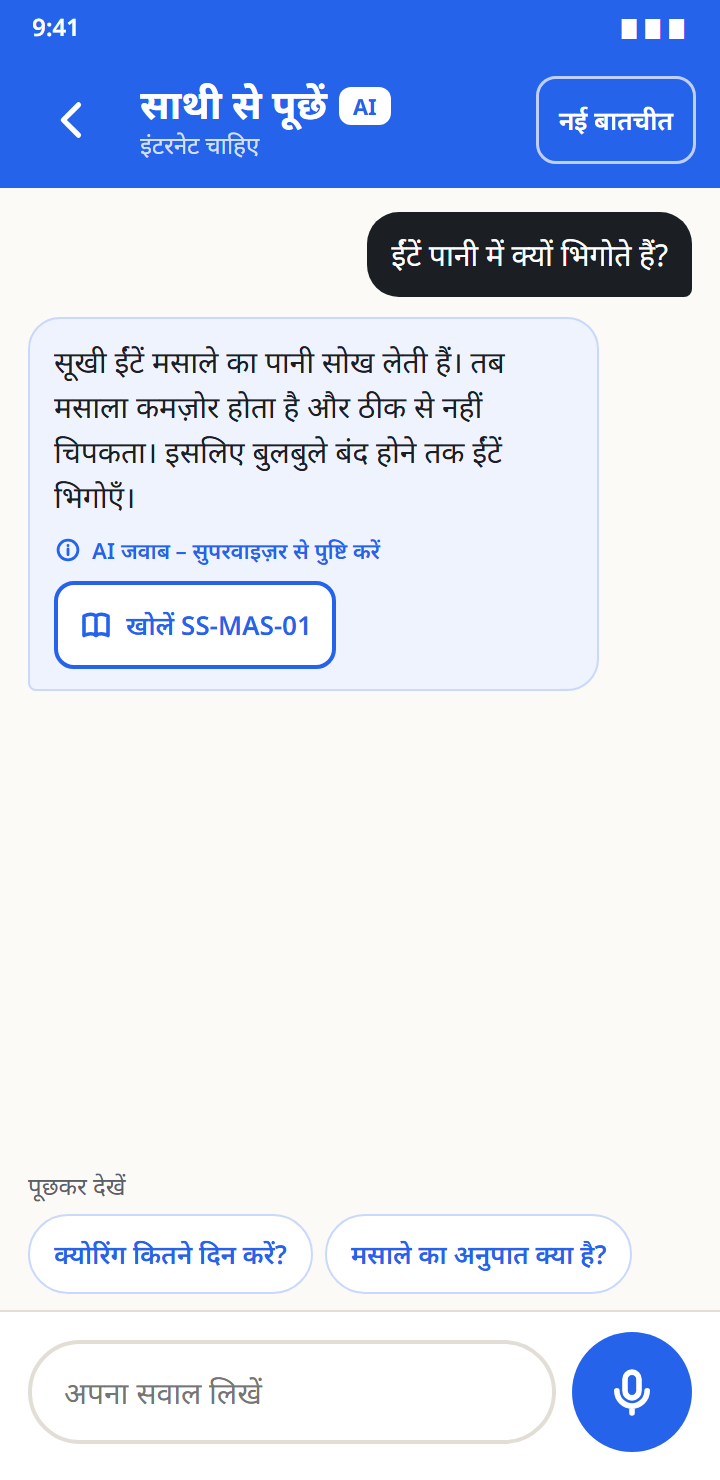 9:41
साथी से पूछें AI
इंटरनेट चाहिए
नई बातचीत
ईंटें पानी में क्यों भिगोते हैं?
सूखी ईंटें मसाले का पानी सोख लेती हैं। तब
मसाला कमज़ोर होता है और ठीक से नहीं
चिपकता। इसलिए बुलबुले बंद होने तक ईंटें
भिगोएँ।
AI जवाब – सुपरवाइज़र से पुष्टि करें
खोलें SS-MAS-01
पूछकर देखें
क्योरिंग कितने दिन करें?
मसाले का अनुपात क्या है?
अपना सवाल लिखें